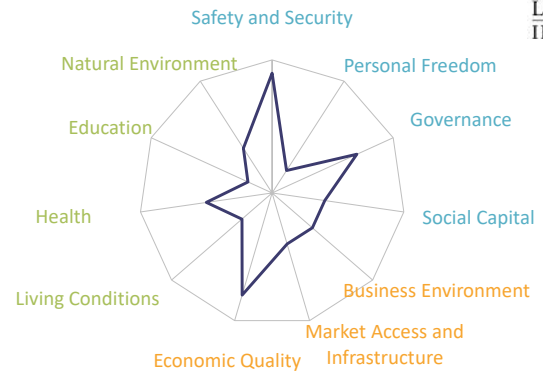 Safety and Security
Natural Environment
Personal Freedom
Education
Governance
Health
Social Capital
Living Conditions
Business Environment
Market Access and
Infrastructure
Economic Quality